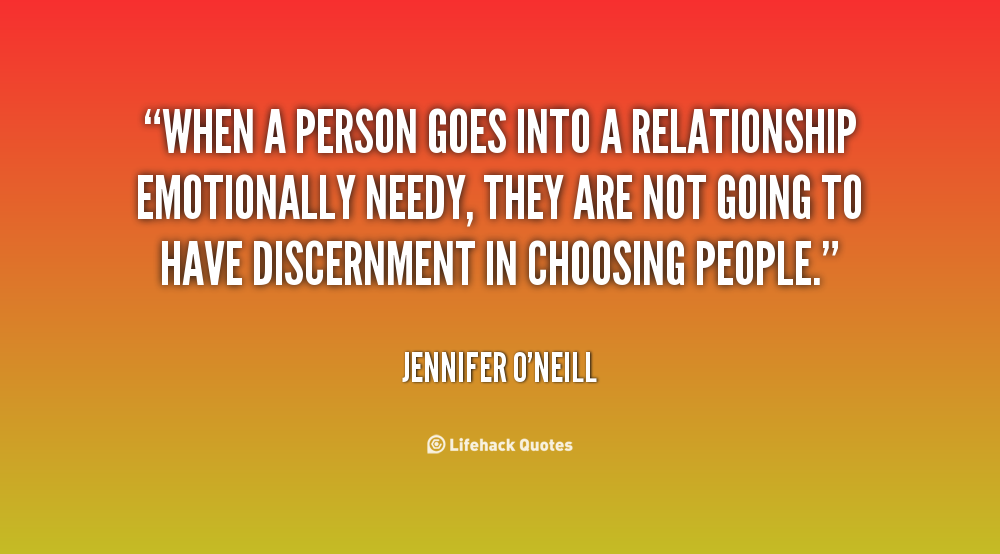 “WHEN A PERSON GOES INTO A RELATIONSHIP
EMOTIONALLY NEEDY, THEY ARE NOT GOING TO
HAVE DISCERNMENT IN CHOOSING PEOPLE.”
JENNIFER O’NEILL
Lifehack Quotes